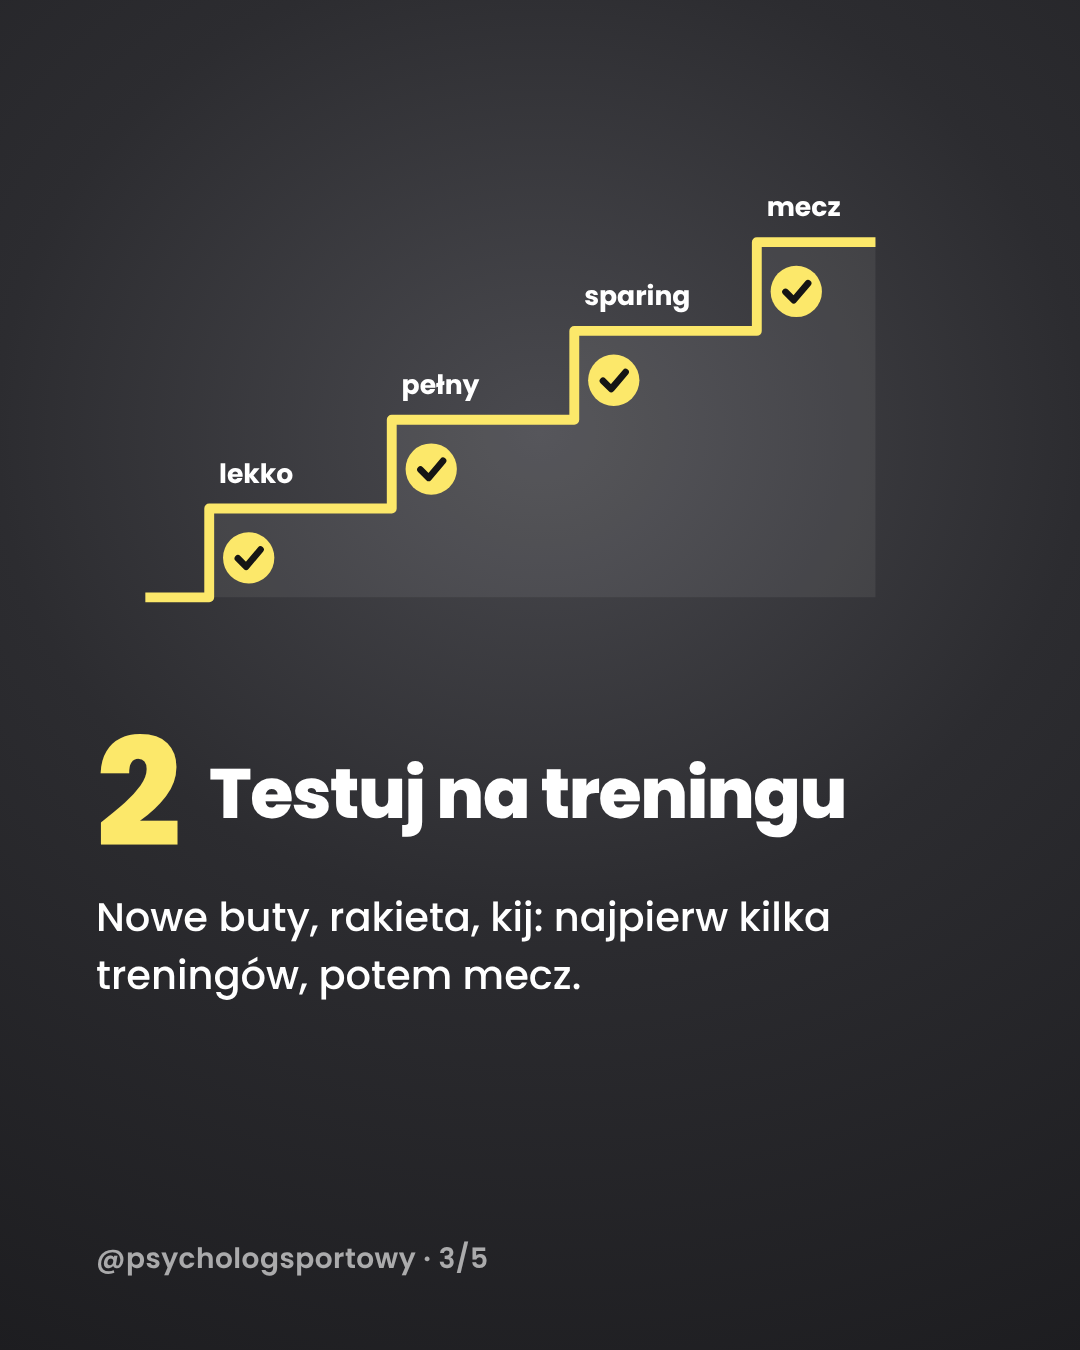 mecz
sparing
pełny
lekko
2 Testuj na treningu
Nowe buty, rakieta, kij: najpierw kilka
treningów, potem mecz.
@psychologsportowy · 3/5